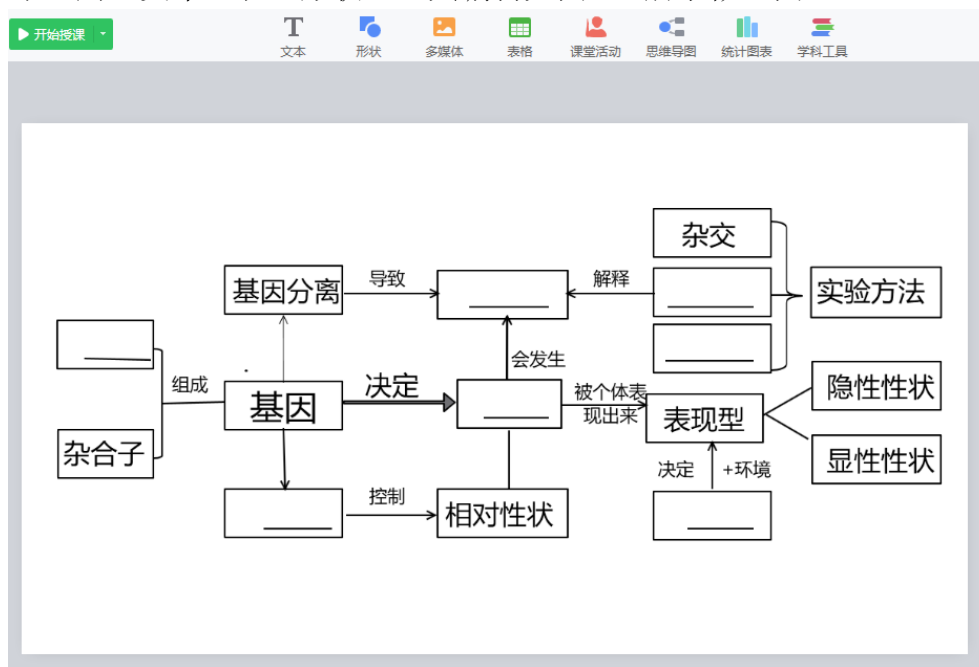 开始授课
文本
形状
多媒体
表格
课堂活动
思维导图
统计图表
学科工具
杂交
基因分离
导致
解释
实验方法
会发生
组成
基因
决定
被个体表
现出来
表现型
隐性性状
显性性状
杂合子
决定
+环境
控制
相对性状